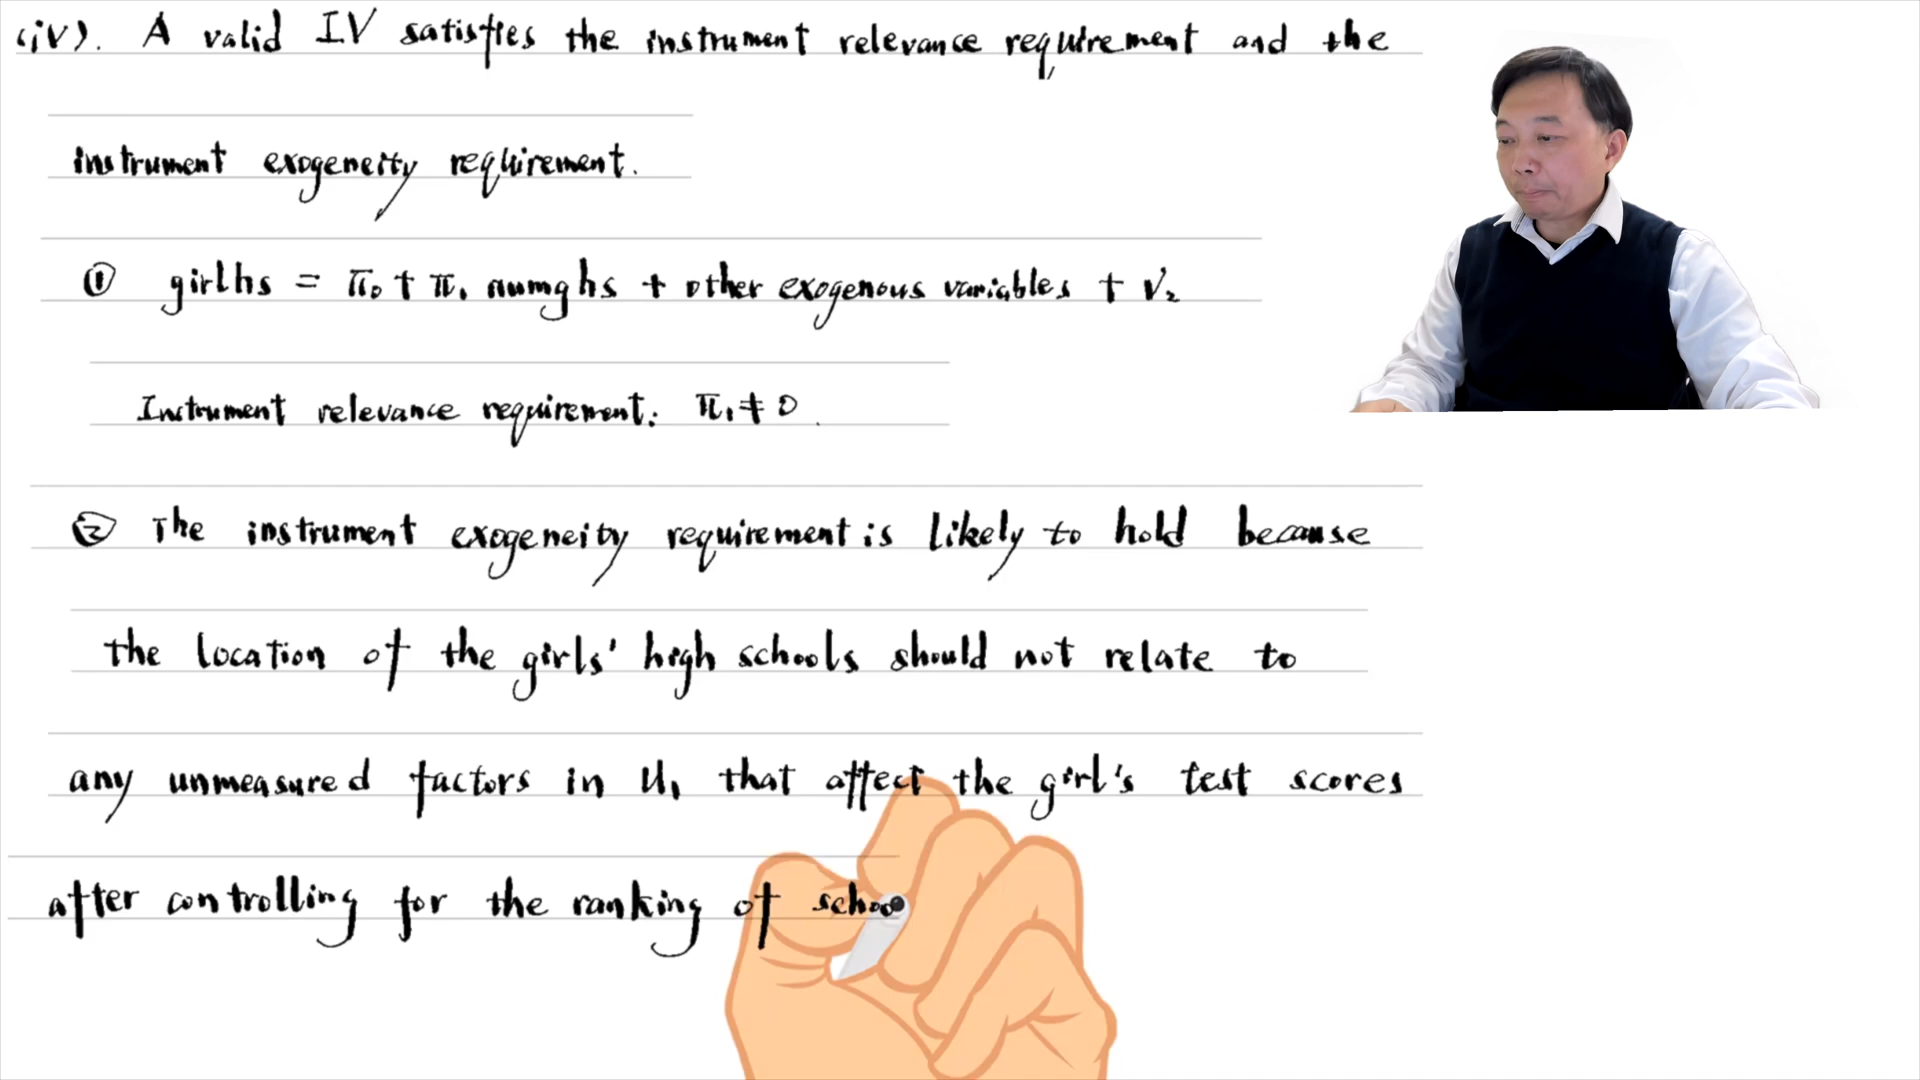 (iv). A valid IV satisfies the instrument relevance requirement and the
instrument exogeneity requirement.
① girlhs = π₀ + π₁ numghs + other exogenous variables + V₂
Instrument relevance requirement: π₁ ≠ 0.
② The instrument exogeneity requirement is likely to hold because
the location of the girls' high schools should not relate to
any unmeasured factors in U₁ that affect the girl's test scores
after controlling for the ranking of schoo